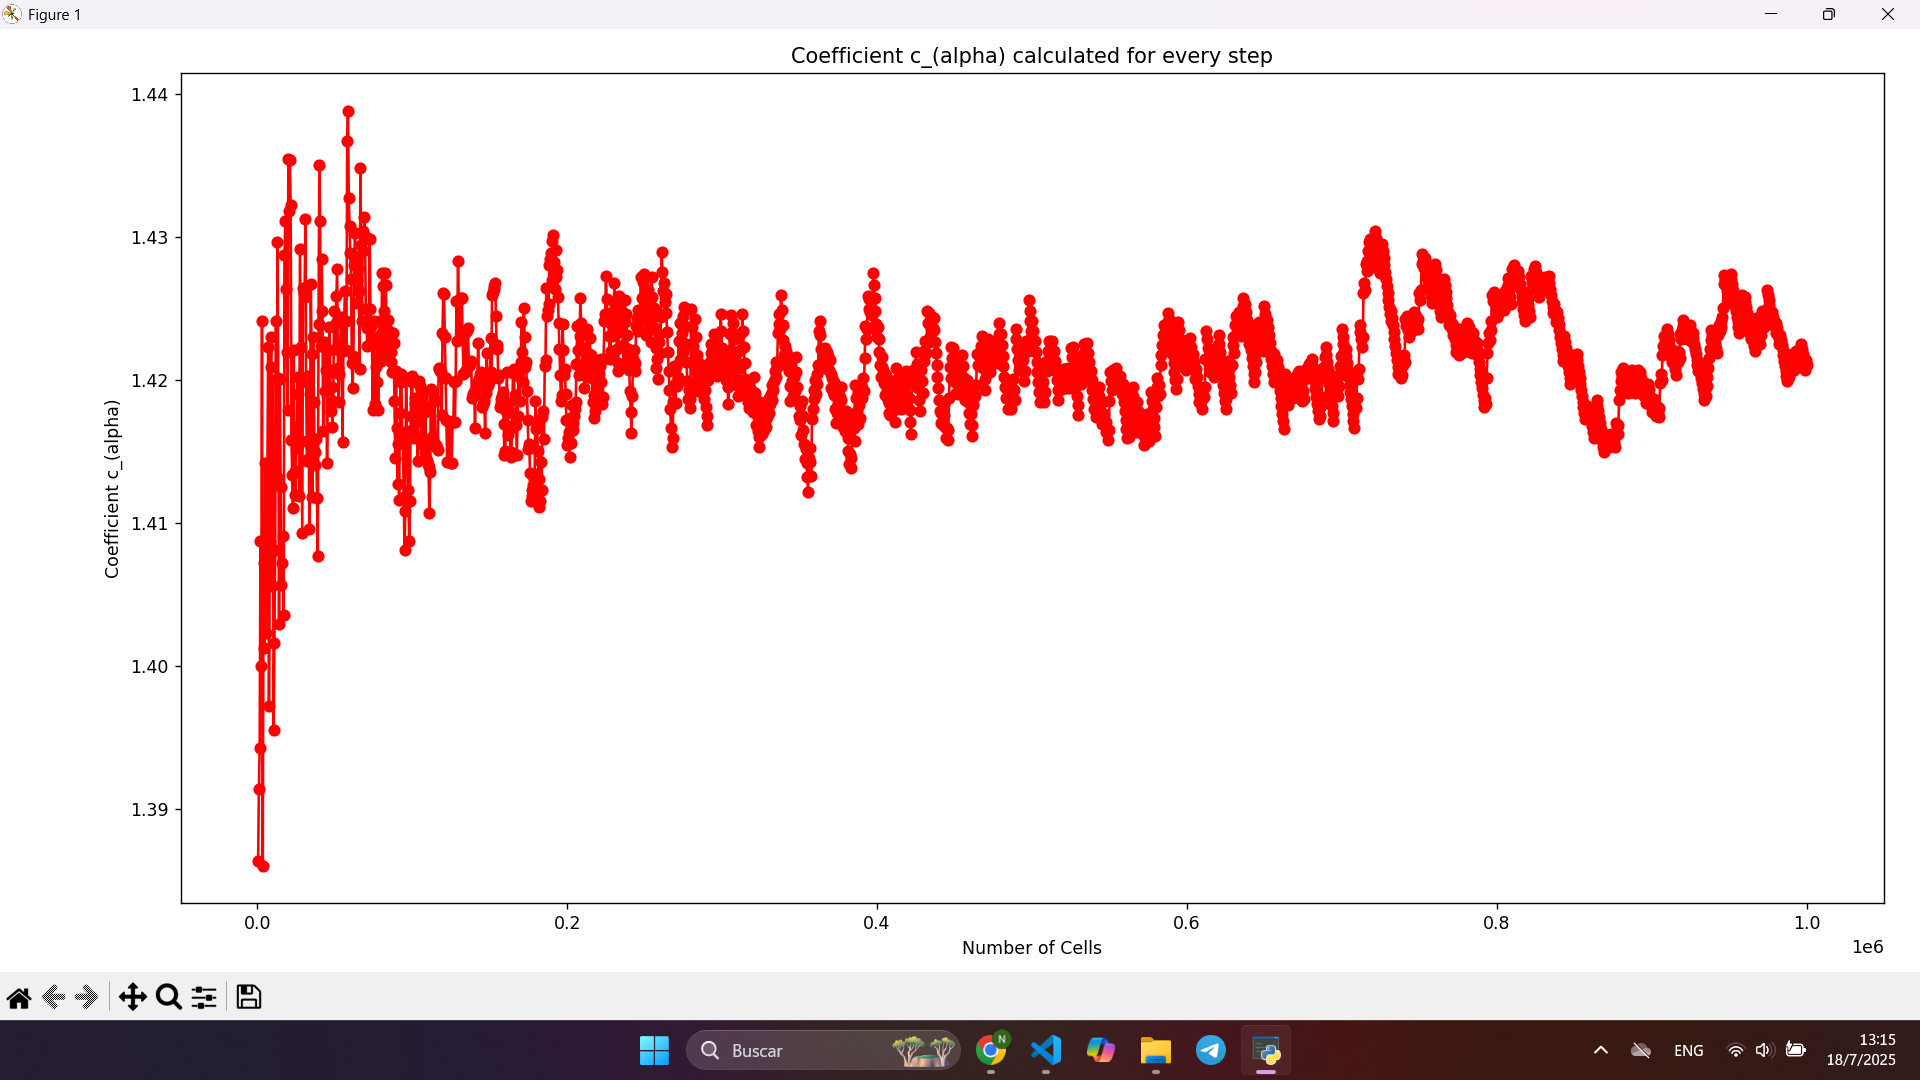 Figure 1
Coefficient c_(alpha) calculated for every step
1.44
1.43
1.42
1.41
1.40
1.39
Coefficient c_(alpha)
0.0 0.2 0.4 0.6 0.8 1.0
1e6
Number of Cells
Buscar
N
ENG
13:15
18/7/2025